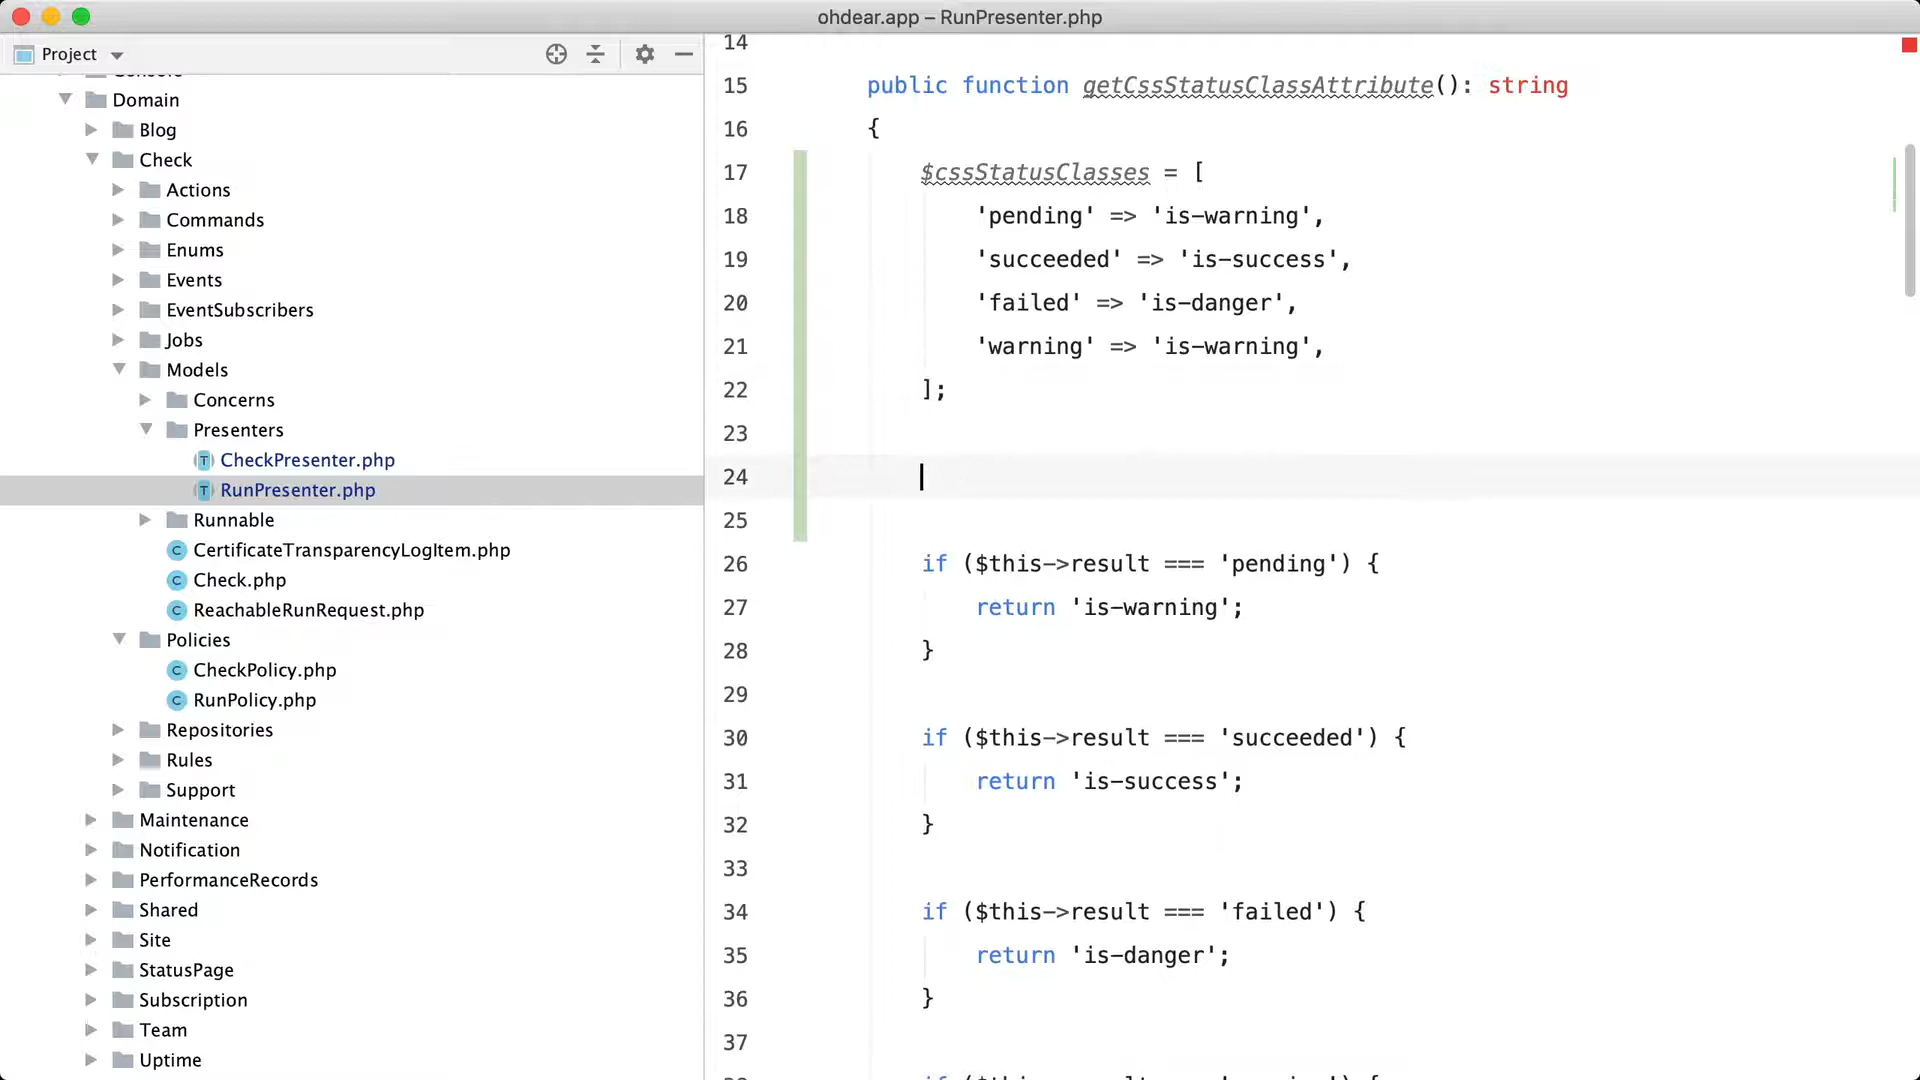 ohdear.app – RunPresenter.php
Project
Console
Domain
Blog
Check
Actions
Commands
Enums
Events
EventSubscribers
Jobs
Models
Concerns
Presenters
CheckPresenter.php
RunPresenter.php
Runnable
CertificateTransparencyLogItem.php
Check.php
ReachableRunRequest.php
Policies
CheckPolicy.php
RunPolicy.php
Repositories
Rules
Support
Maintenance
Notification
PerformanceRecords
Shared
Site
StatusPage
Subscription
Team
Uptime
14
15 public function getCssStatusClassAttribute(): string
16 {
17 $cssStatusClasses = [
18 'pending' => 'is-warning',
19 'succeeded' => 'is-success',
20 'failed' => 'is-danger',
21 'warning' => 'is-warning',
22 ];
23
24
25
26 if ($this->result === 'pending') {
27 return 'is-warning';
28 }
29
30 if ($this->result === 'succeeded') {
31 return 'is-success';
32 }
33
34 if ($this->result === 'failed') {
35 return 'is-danger';
36 }
37